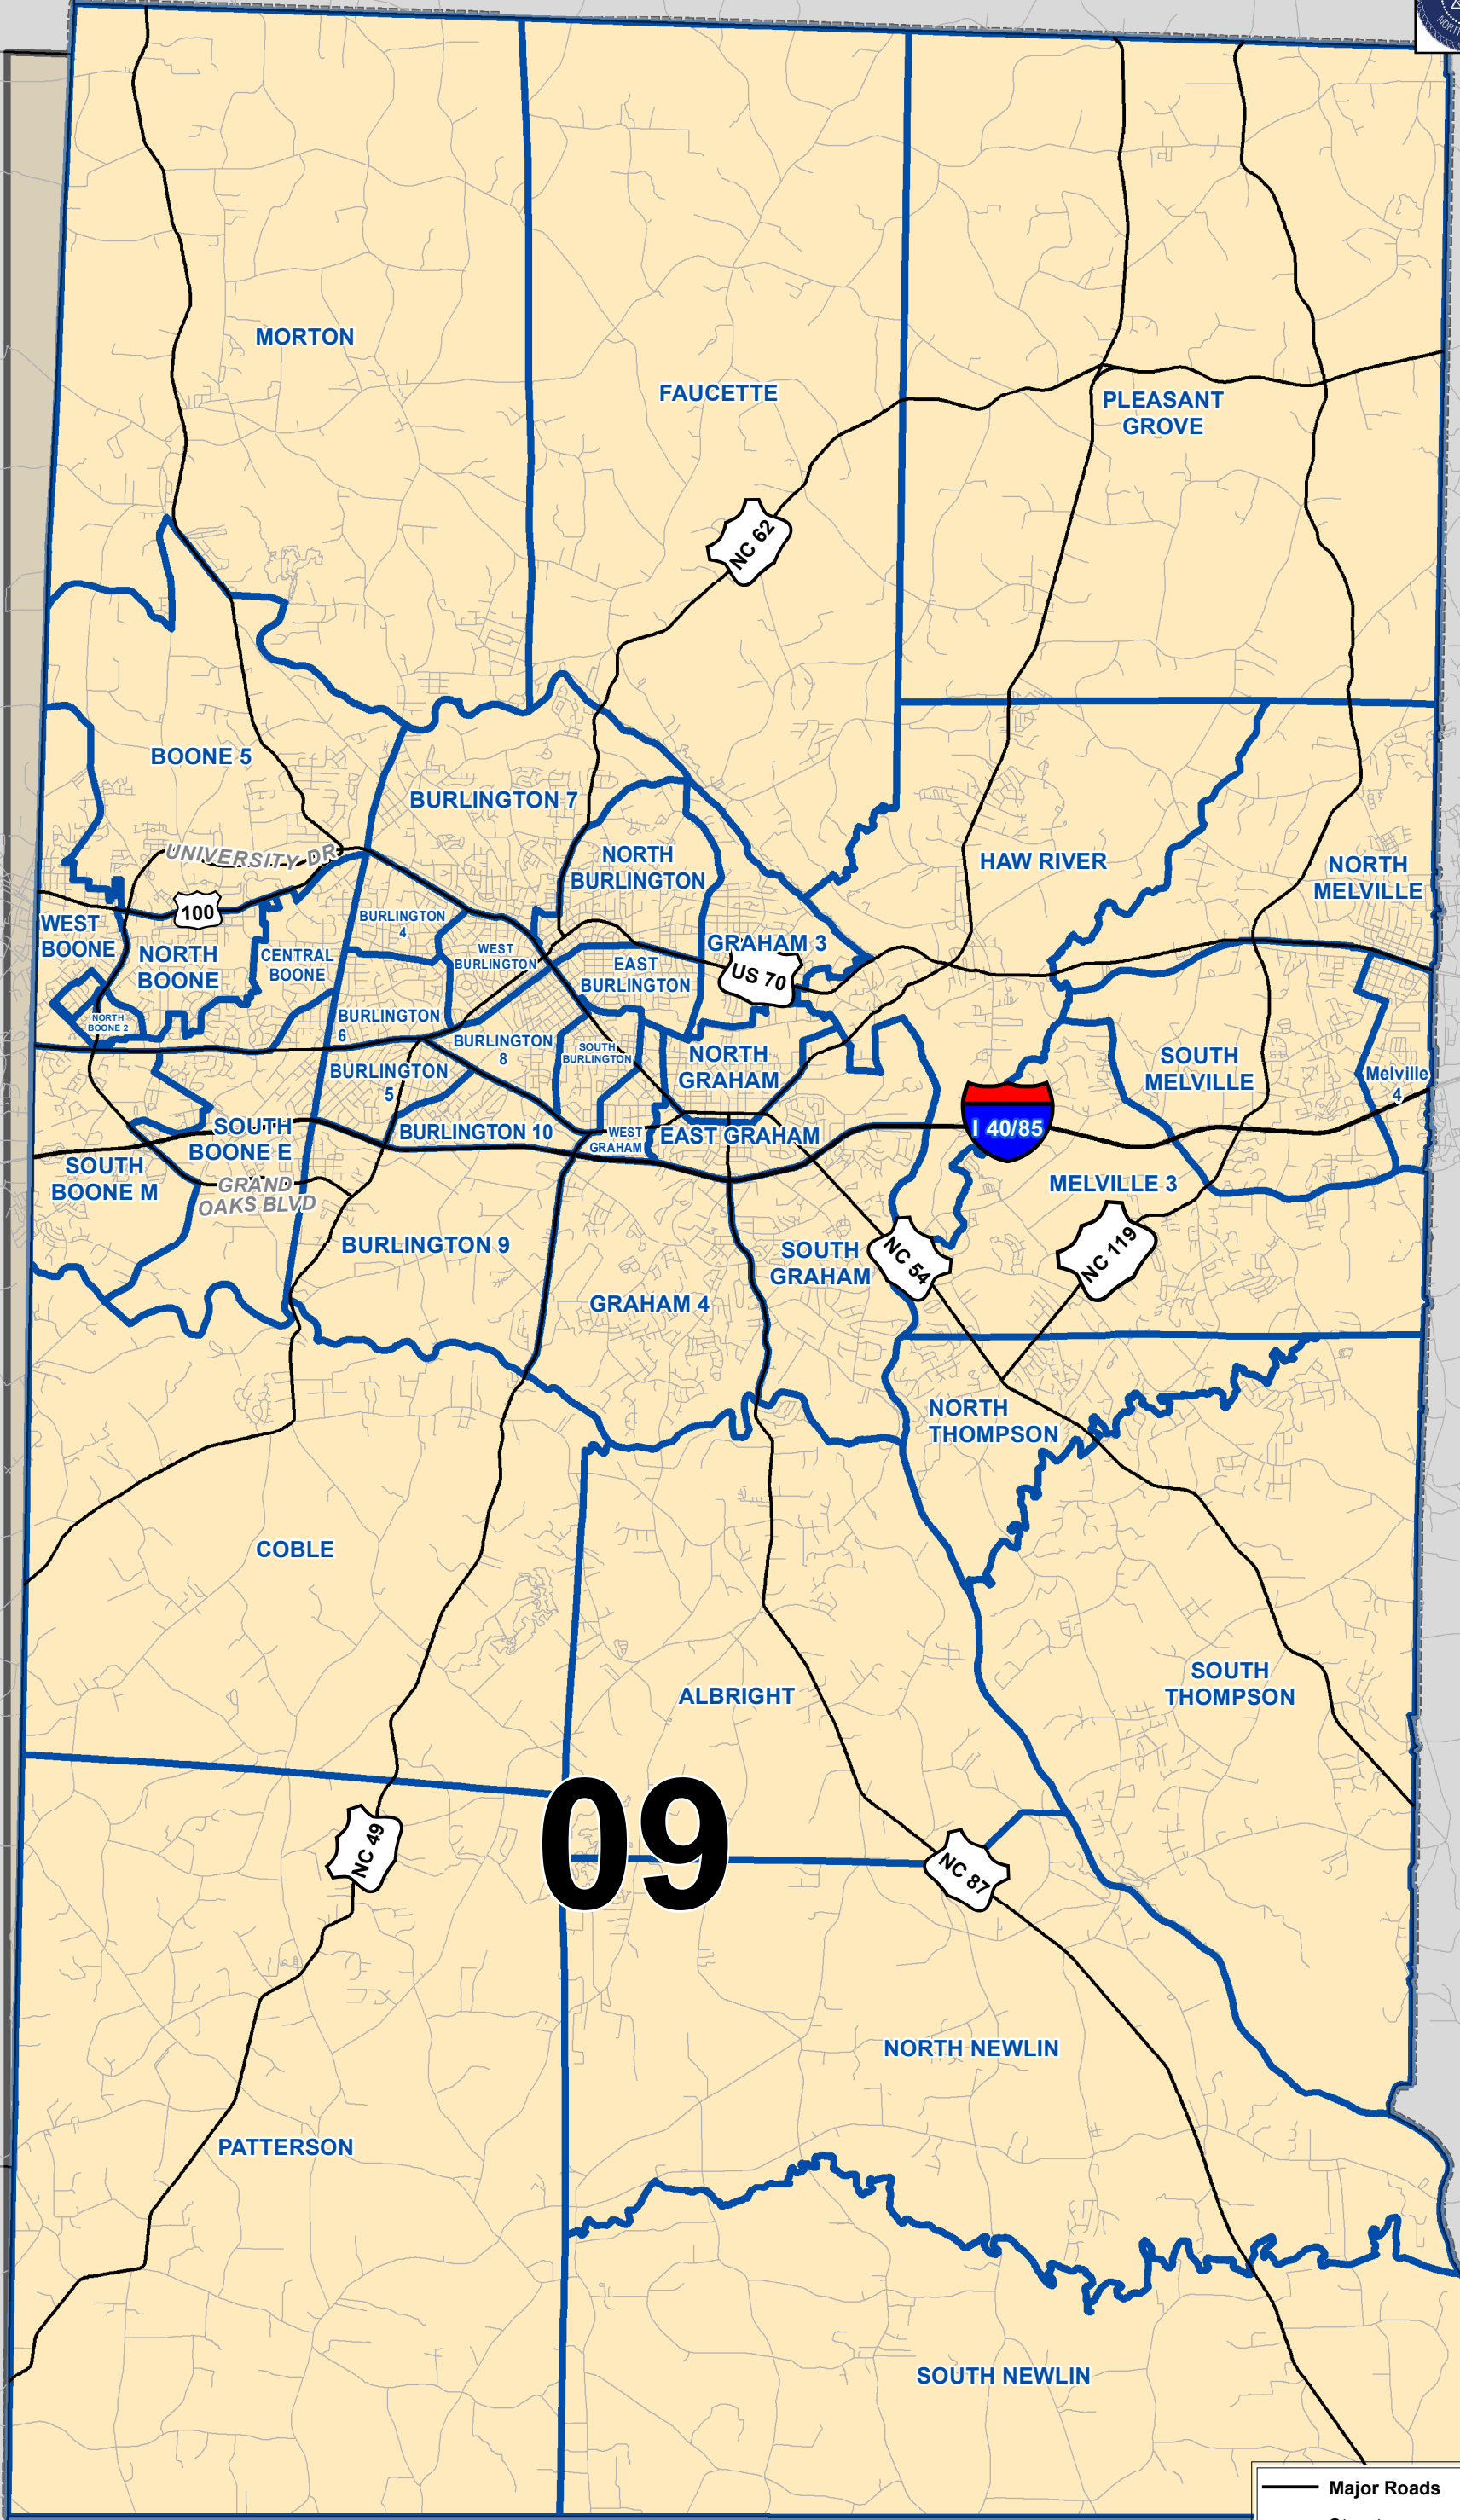 MORTON
FAUCETTE
PLEASANT
GROVE
NC 62
BOONE 5
BURLINGTON 7
UNIVERSITY DR
NORTH
BURLINGTON
HAW RIVER
NORTH
MELVILLE
100
WEST
BOONE
NORTH
BOONE
CENTRAL
BOONE
BURLINGTON
4
WEST
BURLINGTON
EAST
BURLINGTON
GRAHAM 3
US 70
NORTH
BOONE 2
BURLINGTON
6
BURLINGTON
8
SOUTH
BURLINGTON
NORTH
GRAHAM
SOUTH
MELVILLE
Melville
4
BURLINGTON
5
SOUTH
BOONE E
BURLINGTON 10
WEST
GRAHAM
EAST GRAHAM
I 40/85
SOUTH
BOONE M
GRAND
OAKS BLVD
MELVILLE 3
BURLINGTON 9
SOUTH
GRAHAM
NC 54
NC 119
GRAHAM 4
NORTH
THOMPSON
COBLE
ALBRIGHT
SOUTH
THOMPSON
09
NC 49
NC 87
NORTH NEWLIN
PATTERSON
SOUTH NEWLIN
Major Roads